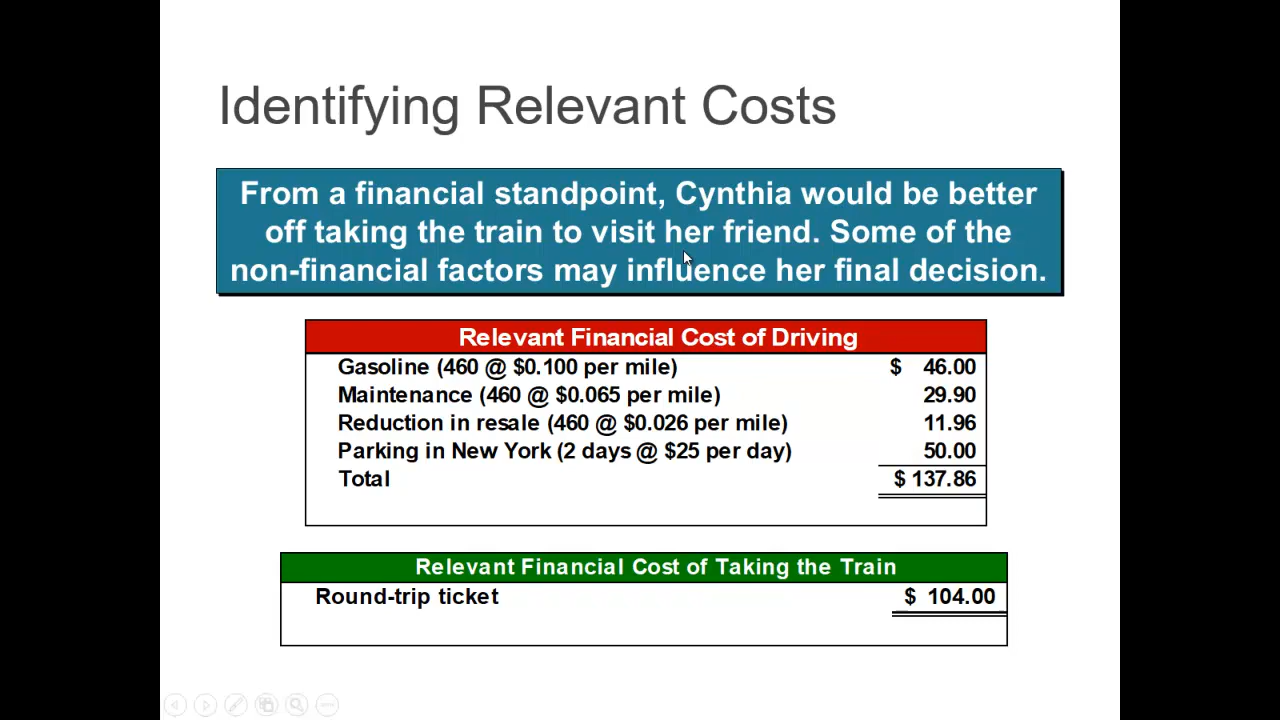 Identifying Relevant Costs
From a financial standpoint, Cynthia would be better
off taking the train to visit her friend. Some of the
non-financial factors may influence her final decision.
Relevant Financial Cost of Driving
Gasoline (460 @ $0.100 per mile) $ 46.00
Maintenance (460 @ $0.065 per mile) 29.90
Reduction in resale (460 @ $0.026 per mile) 11.96
Parking in New York (2 days @ $25 per day) 50.00
Total $ 137.86
Relevant Financial Cost of Taking the Train
Round-trip ticket $ 104.00